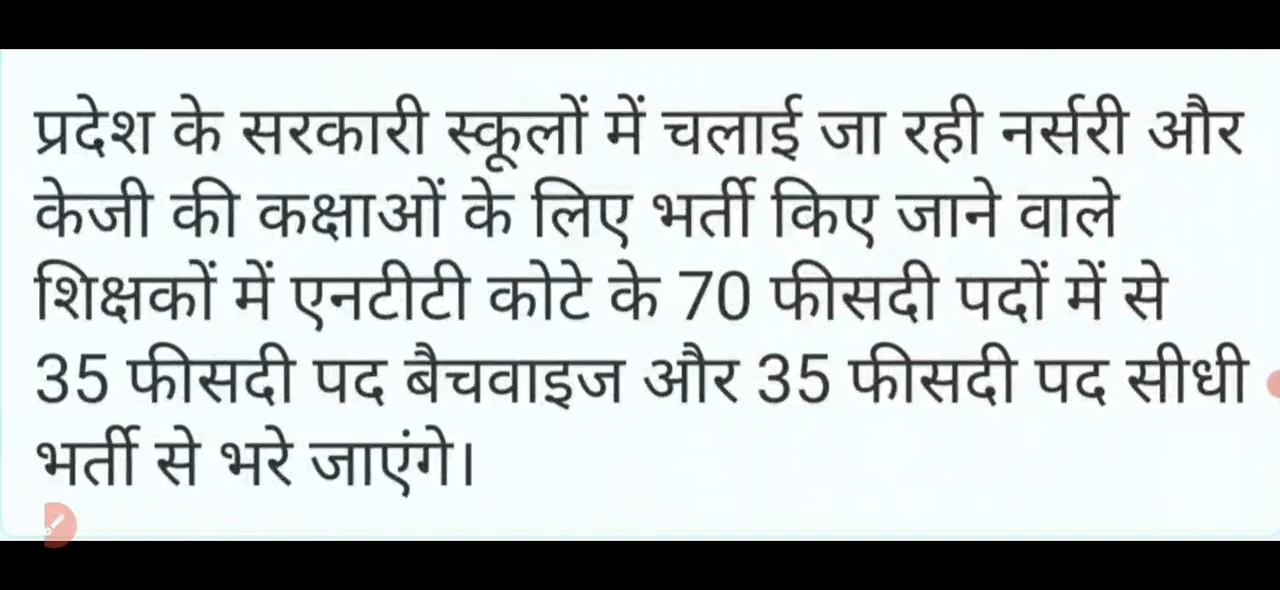 प्रदेश के सरकारी स्कूलों में चलाई जा रही नर्सरी और
केजी की कक्षाओं के लिए भर्ती किए जाने वाले
शिक्षकों में एनटीटी कोटे के 70 फीसदी पदों में से
35 फीसदी पद बैचवाइज और 35 फीसदी पद सीधी
भर्ती से भरे जाएंगे।